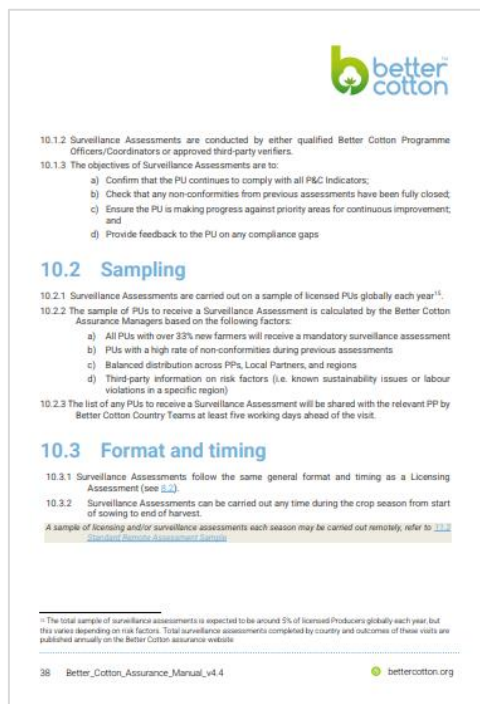 better
cotton
10.1.2 Surveillance Assessments are conducted by either qualified Better Cotton Programme
Officers/Coordinators or approved third-party verifiers.
10.1.3 The objectives of Surveillance Assessments are to:
a) Confirm that the PU continues to comply with all P&C Indicators;
b) Check that any non-conformities from previous assessments have been fully closed;
c) Ensure the PU is making progress against priority areas for continuous improvement;
and
d) Provide feedback to the PU on any compliance gaps
10.2 Sampling
10.2.1 Surveillance Assessments are carried out on a sample of licensed PUs globally each year15.
10.2.2 The sample of PUs to receive a Surveillance Assessment is calculated by the Better Cotton
Assurance Managers based on the following factors:
a) All PUs with over 33% new farmers will receive a mandatory surveillance assessment
b) PUs with a high rate of non-conformities during previous assessments
c) Balanced distribution across PPs, Local Partners, and regions
d) Third-party information on risk factors (i.e. known sustainability issues or labour
violations in a specific region)
10.2.3 The list of any PUs to receive a Surveillance Assessment will be shared with the relevant PP by
Better Cotton Country Teams at least five working days ahead of the visit.
10.3 Format and timing
10.3.1 Surveillance Assessments follow the same general format and timing as a Licensing
Assessment (see 8.2).
10.3.2 Surveillance Assessments can be carried out any time during the crop season from start
of sowing to end of harvest.
A sample of licensing and/or surveillance assessments each season may be carried out remotely, refer to 11.2
Standard Remote Assessment Sample
15 The total sample of surveillance assessments is expected to be around 5% of licensed Producers globally each year, but
this varies depending on risk factors. Total surveillance assessments completed by country and outcomes of these visits are
published annually on the Better Cotton assurance website
38 Better_Cotton_Assurance_Manual_v4.4 bettercotton.org